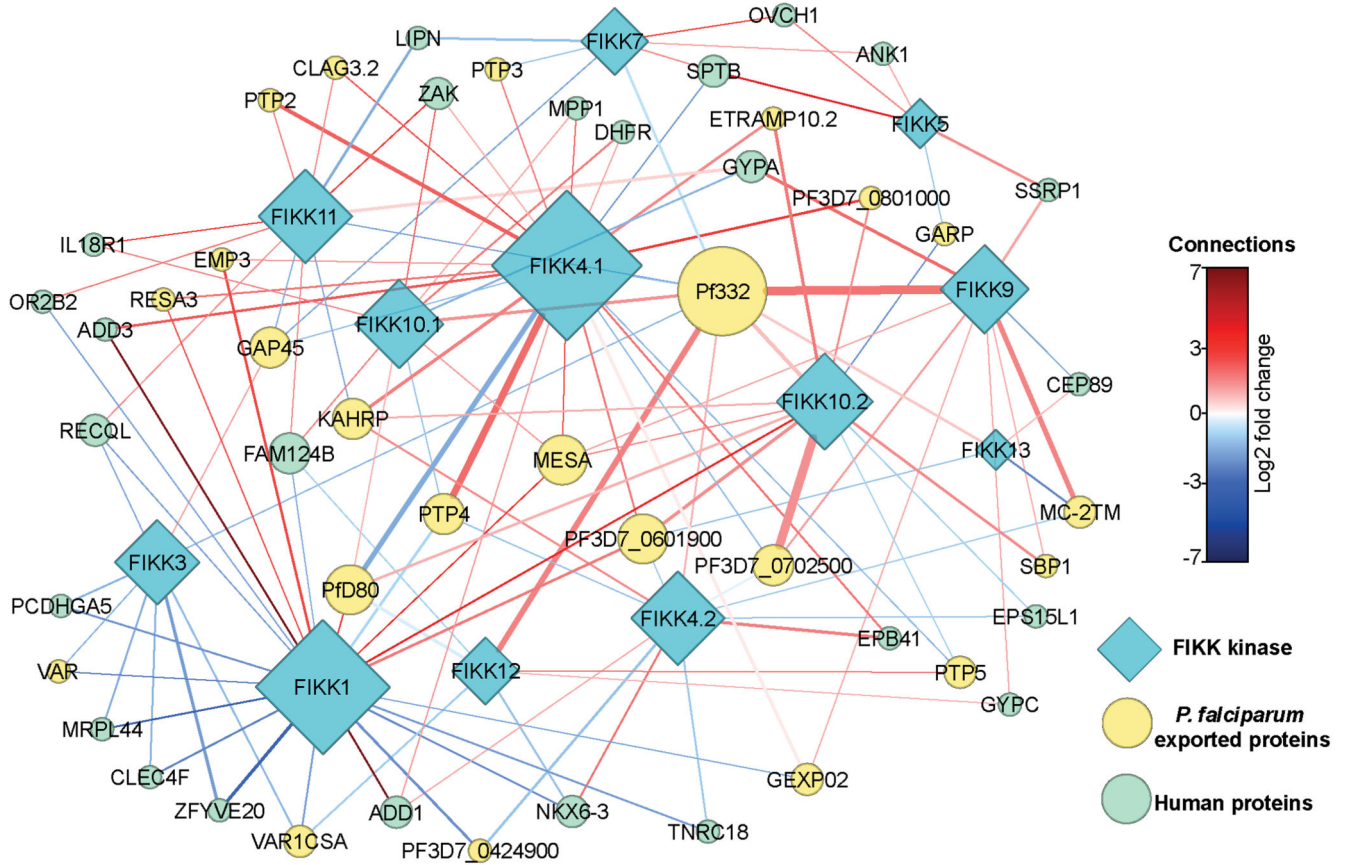 OVCH1
LIPN
FIKK7
ANK1
CLAG3.2
PTP3
SPTB
PTP2
ZAK
MPP1
ETRAMP10.2
FIKK5
DHFR
GYPA
SSRP1
PF3D7_0801000
FIKK11
GARP
IL18R1
EMP3
FIKK4.1
Pf332
FIKK9
OR2B2
RESA3
ADD3
FIKK10.1
GAP45
CEP89
FIKK10.2
KAHRP
RECQL
FAM124B
MESA
FIKK13
PTP4
MC-2TM
PF3D7_0601900
FIKK3
PF3D7_0702500
SBP1
PfD80
PCDHGA5
FIKK4.2
EPS15L1
EPB41
VAR
FIKK1
FIKK12
PTP5
GYPC
MRPL44
CLEC4F
GEXP02
ZFYVE20
ADD1
NKX6-3
TNRC18
VAR1CSA
PF3D7_0424900
Connections
7
3
0
-3
-7
Log2 fold change
FIKK kinase
P. falciparum
exported proteins
Human proteins